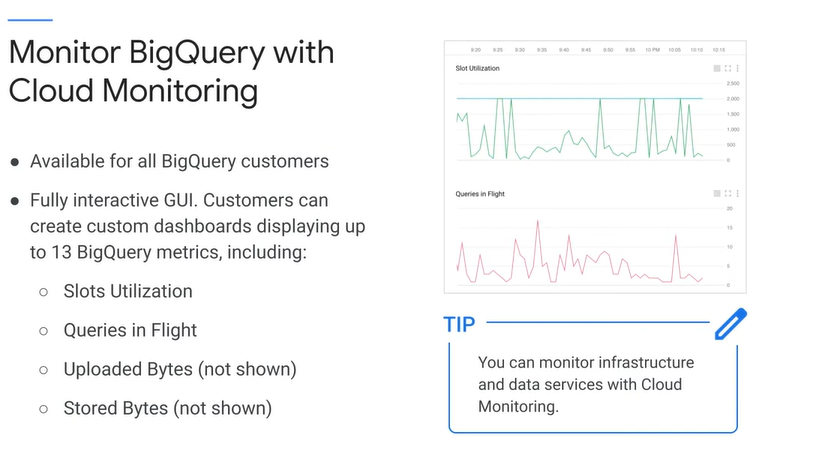 Monitor BigQuery with
Cloud Monitoring
● Available for all BigQuery customers
● Fully interactive GUI. Customers can
create custom dashboards displaying up
to 13 BigQuery metrics, including:
○ Slots Utilization
○ Queries in Flight
○ Uploaded Bytes (not shown)
○ Stored Bytes (not shown)
9:20 9:25 9:30 9:35 9:40 9:45 9:50 9:55 10 PM 10:05 10:10 10:15
Slot Utilization
2,500
2,000
1,500
1,000
500
0
Queries in Flight
20
15
10
5
0
TIP
You can monitor infrastructure
and data services with Cloud
Monitoring.